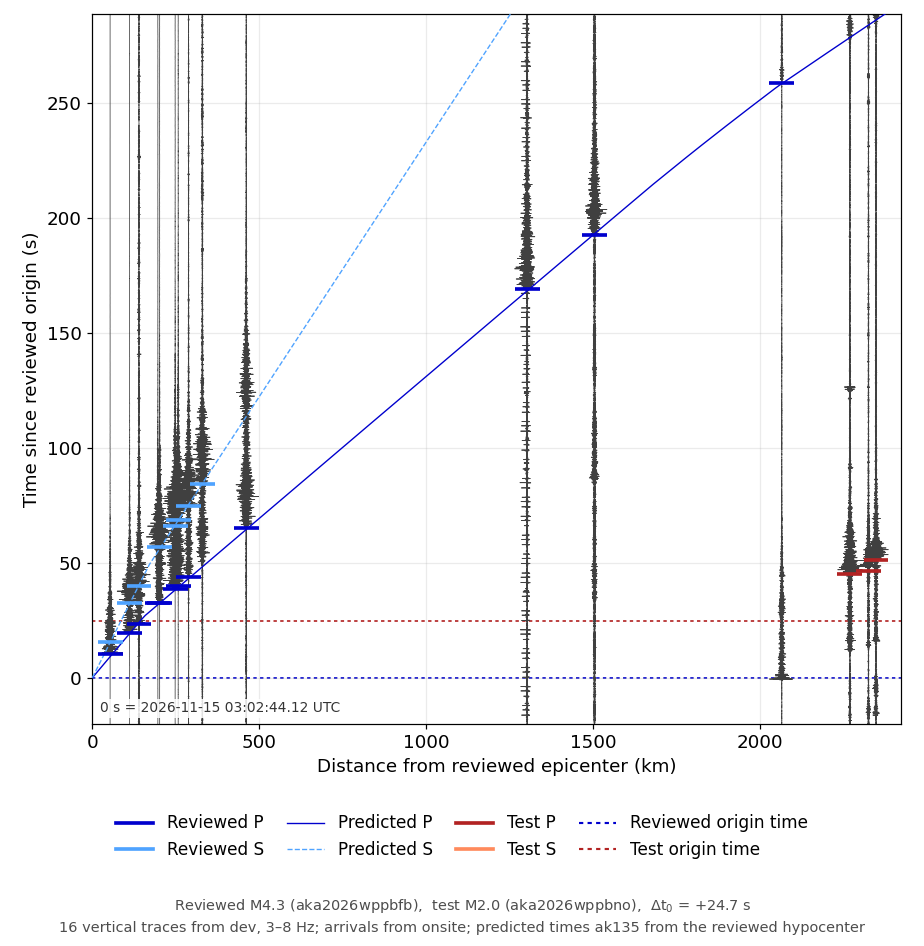 250
200
150
100
50
0
Time since reviewed origin (s)
0 s = 2026-11-15 03:02:44.12 UTC
0
500
1000
1500
2000
Distance from reviewed epicenter (km)
Reviewed P
Predicted P
Test P
Reviewed origin time
Reviewed S
Predicted S
Test S
Test origin time
Reviewed M4.3 (aka2026wppbfb), test M2.0 (aka2026wppbno), Δt₀ = +24.7 s
16 vertical traces from dev, 3–8 Hz; arrivals from onsite; predicted times ak135 from the reviewed hypocenter